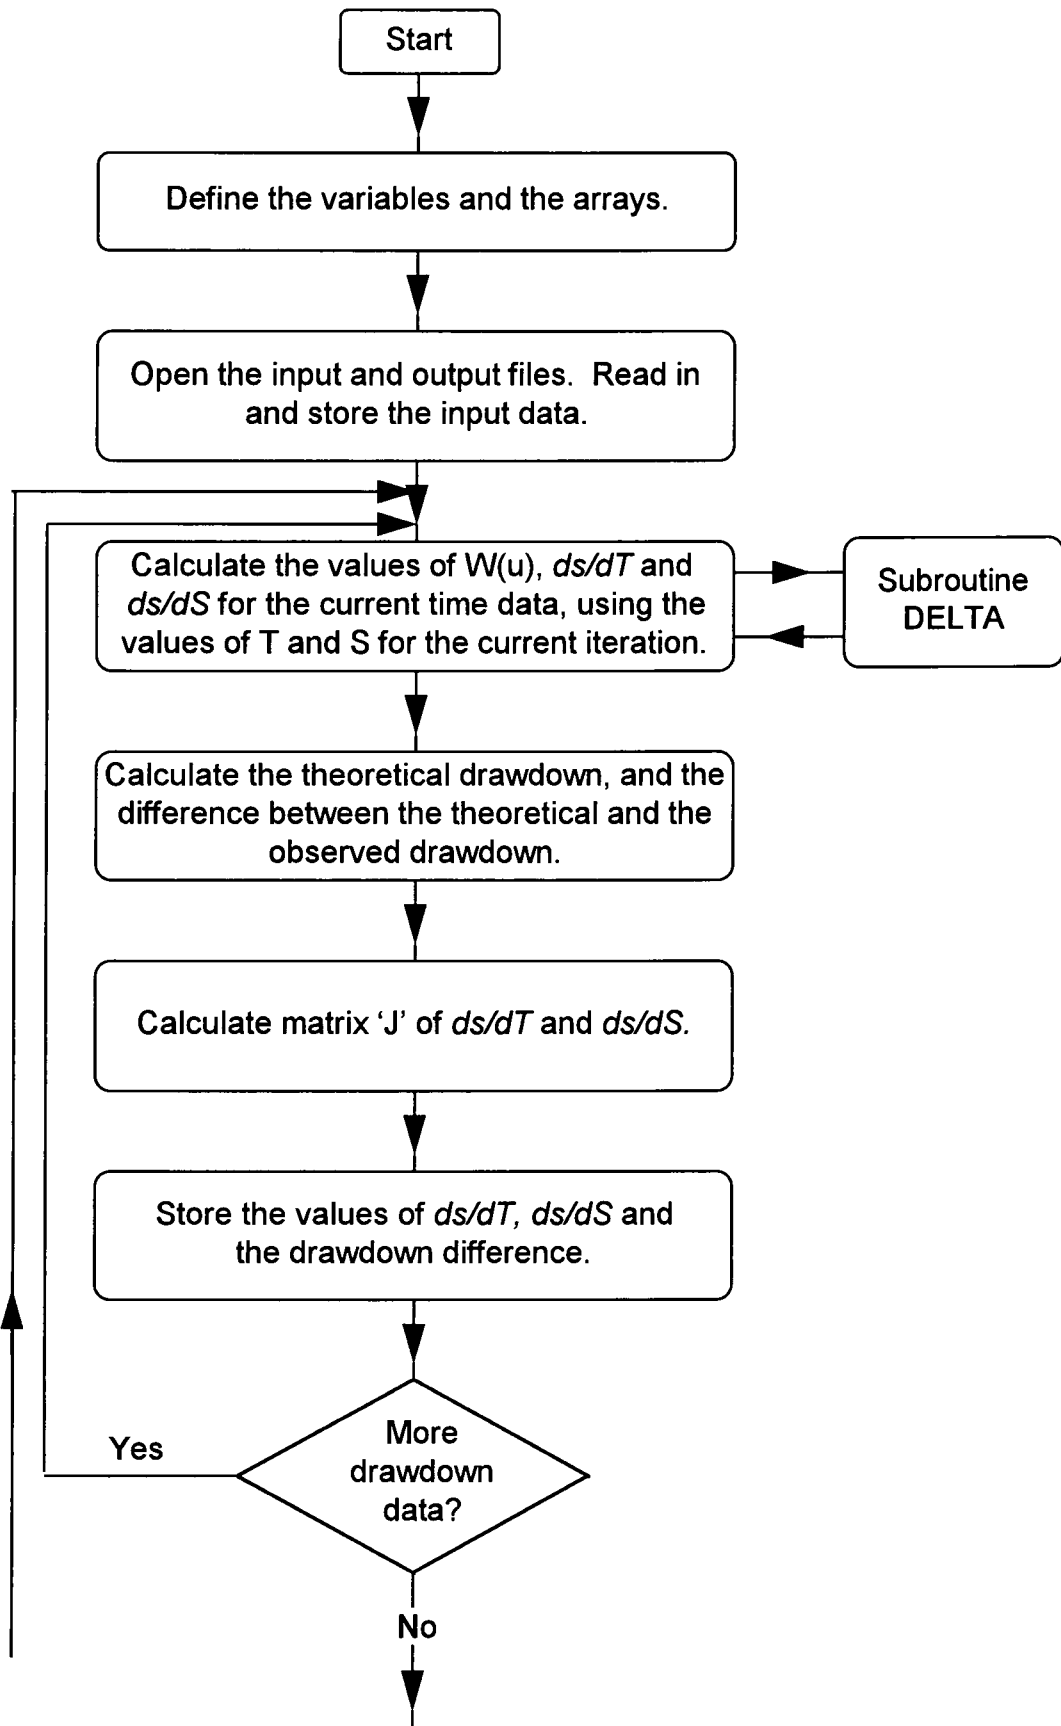 Start
Define the variables and the arrays.
Open the input and output files. Read in
and store the input data.
Calculate the values of W(u), ds/dT and
ds/dS for the current time data, using the
values of T and S for the current iteration.
Subroutine
DELTA
Calculate the theoretical drawdown, and the
difference between the theoretical and the
observed drawdown.
Calculate matrix ‘J’ of ds/dT and ds/dS.
Store the values of ds/dT, ds/dS and
the drawdown difference.
More
drawdown
data?
Yes
No